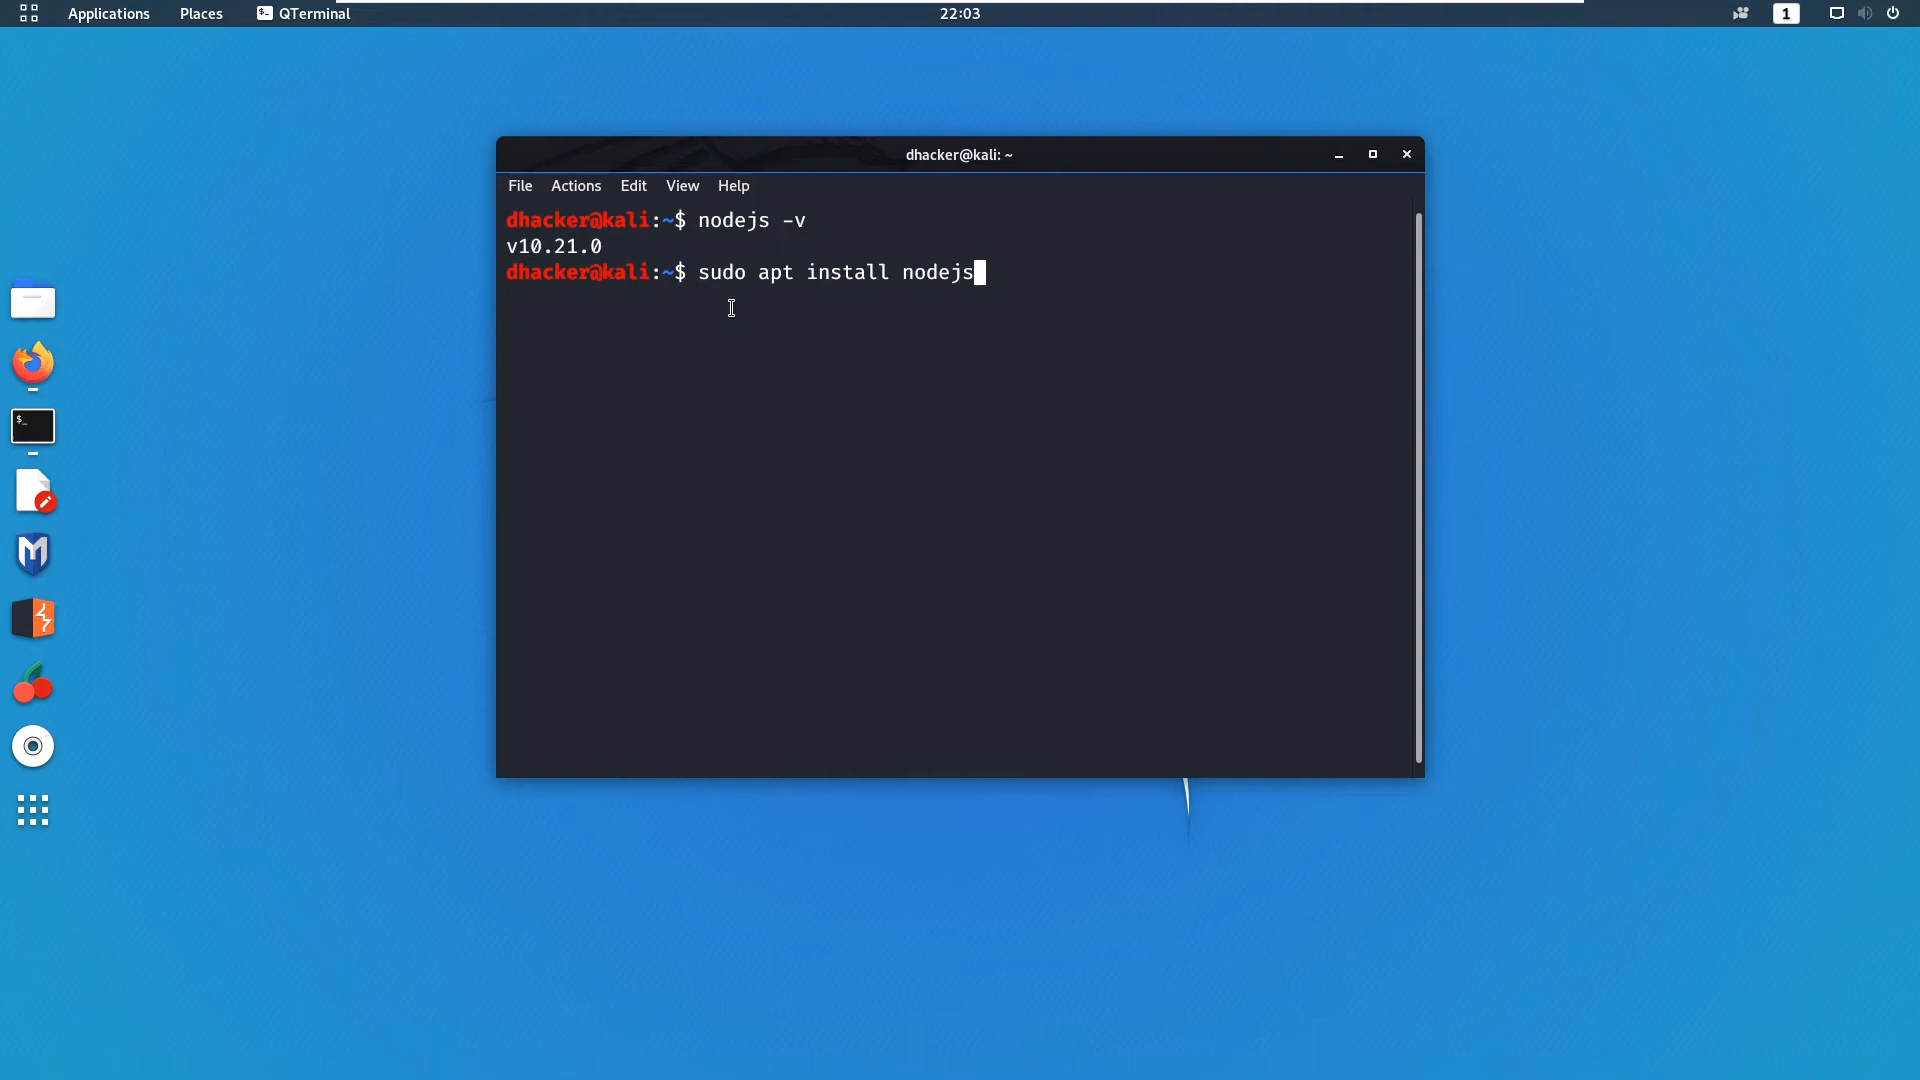 Applications Places QTerminal 22:03 1
dhacker@kali: ~
File Actions Edit View Help
dhacker@kali:~$ nodejs -v
v10.21.0
dhacker@kali:~$ sudo apt install nodejs
$_